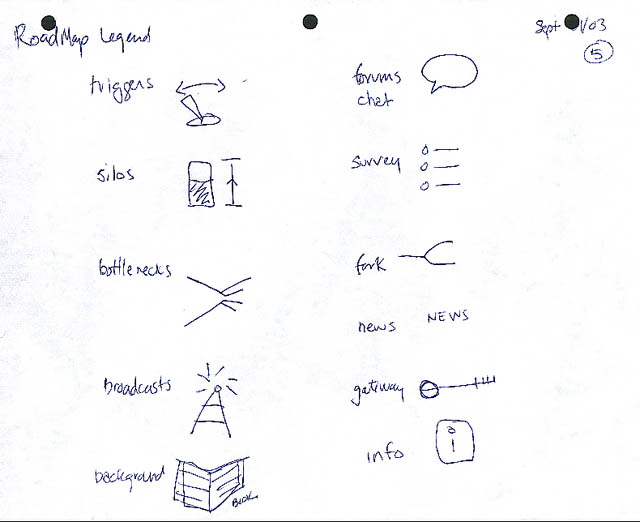 RoadMap Legend
Sept /03
5
triggers
silos
bottlenecks
Broadcasts
background
BOOK
forums
chat
survey
fork
news NEWS
gateway
info
i